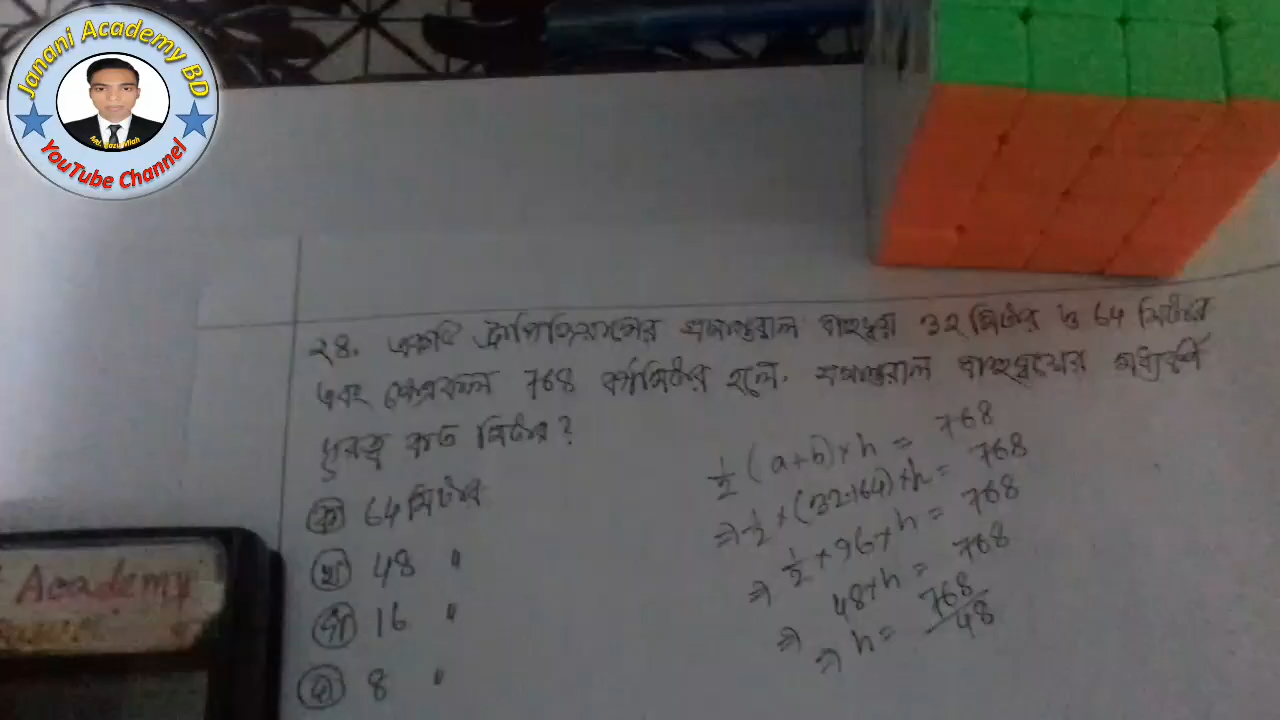 Janani Academy BD
YouTube Channel
২৪. একটি ট্রাপিজিয়ামের সমান্তরাল বাহুদ্বয় 32 মিটার ও 64 মিটার
এবং ক্ষেত্রফল 768 বর্গমিটার হলে, সমান্তরাল বাহুদ্বয়ের মধ্যবর্তী
দুরত্ব কত মিটার?
ক 64 মিটার
খ 48 "
গ 16 "
ঘ 8 "
½ (a+b)×h = 768
⇒ ½ × (32+64)×h = 768
⇒ ½ × 96 × h = 768
⇒ 48×h = 768
⇒ h = 768/48
Academy